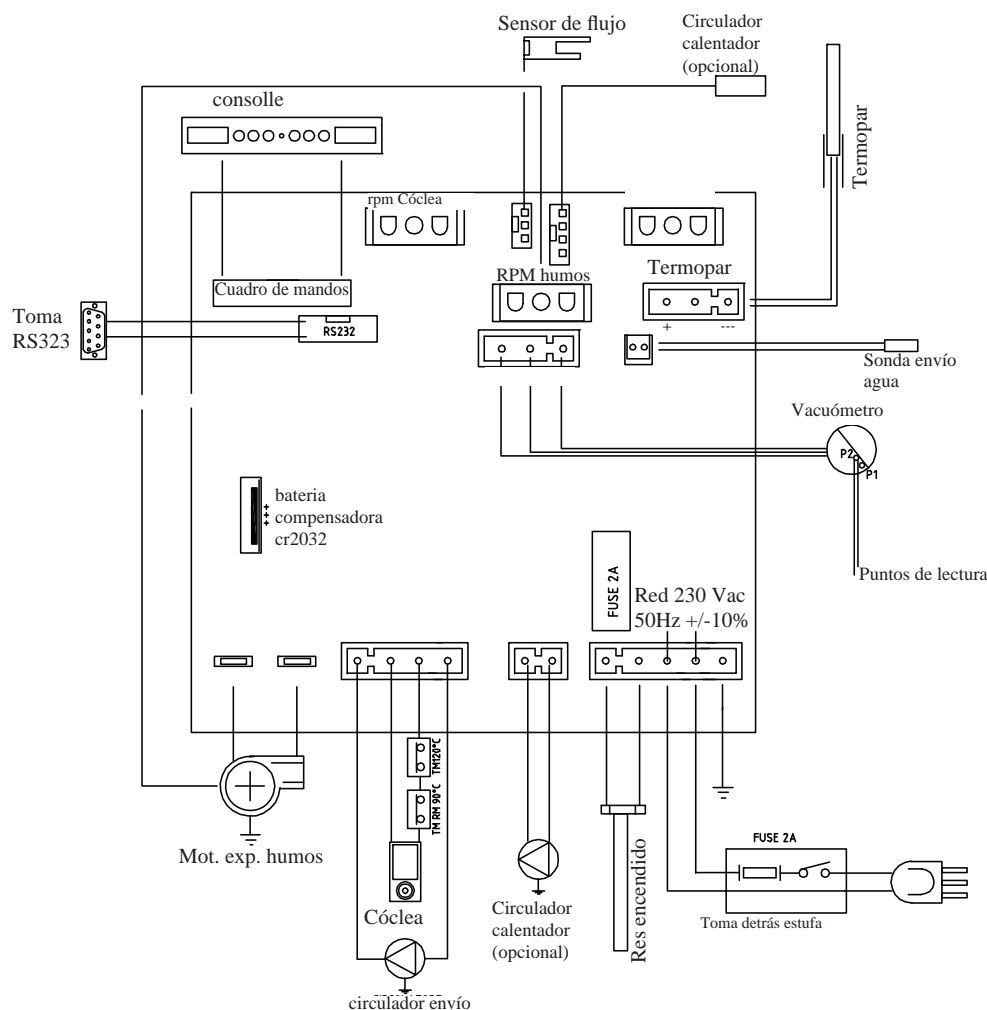 Sensor de flujo
Circulador
calentador
(opcional)
consolle
Termopar
rpm Cóclea
RPM humos
Termopar
Cuadro de mandos
+
---
Toma
RS323
RS232
Sonda envío
agua
Vacuómetro
P2
P1
bateria
compensadora
cr2032
+++
Puntos de lectura
FUSE 2A
Red 230 Vac
50Hz +/-10%
TM120°C
TM RM 90°C
FUSE 2A
Mot. exp. humos
Cóclea
Circulador
calentador
(opcional)
Res encendido
Toma detrás estufa
circulador envío